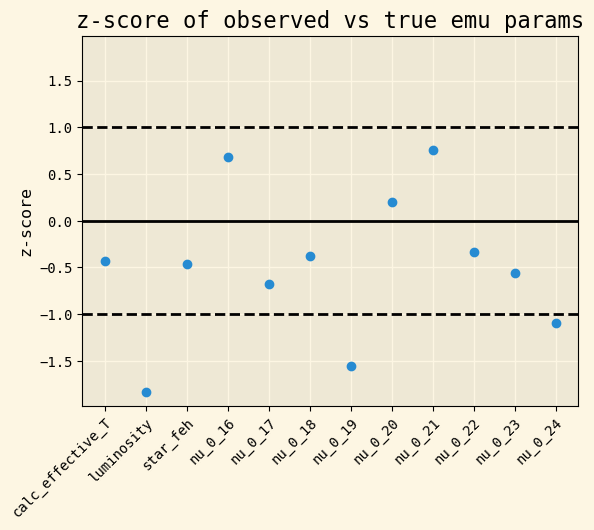 z-score of observed vs true emu params
z-score
1.5
1.0
0.5
0.0
−0.5
−1.0
−1.5
calc_effective_T
luminosity
star_feh
nu_0_16
nu_0_17
nu_0_18
nu_0_19
nu_0_20
nu_0_21
nu_0_22
nu_0_23
nu_0_24